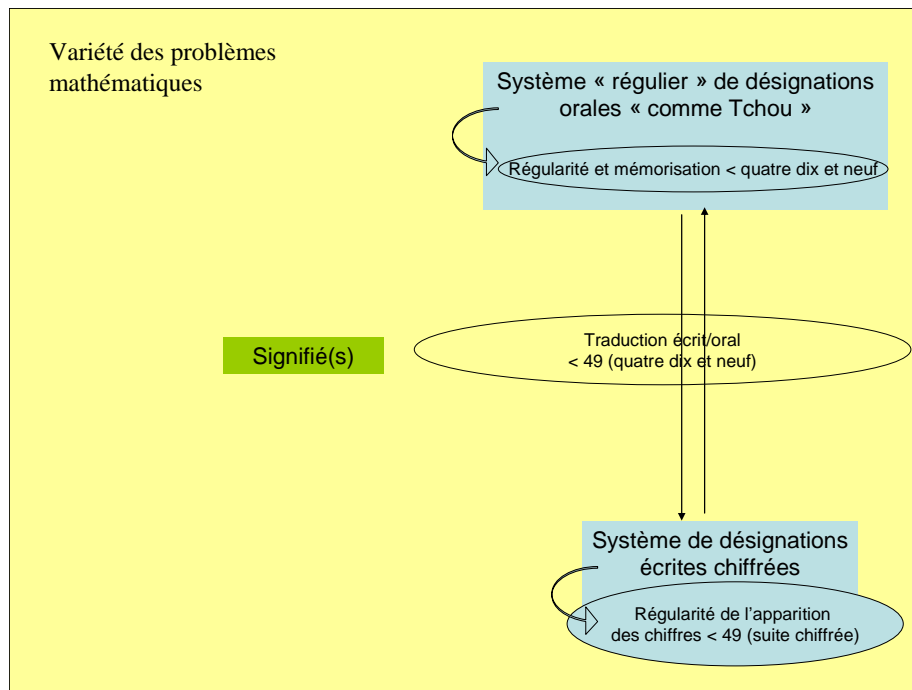 Variété des problèmes
mathématiques
Système « régulier » de désignations
orales « comme Tchou »
Régularité et mémorisation < quatre dix et neuf
Traduction écrit/oral
< 49 (quatre dix et neuf)
Signifié(s)
Système de désignations
écrites chiffrées
Régularité de l’apparition
des chiffres < 49 (suite chiffrée)